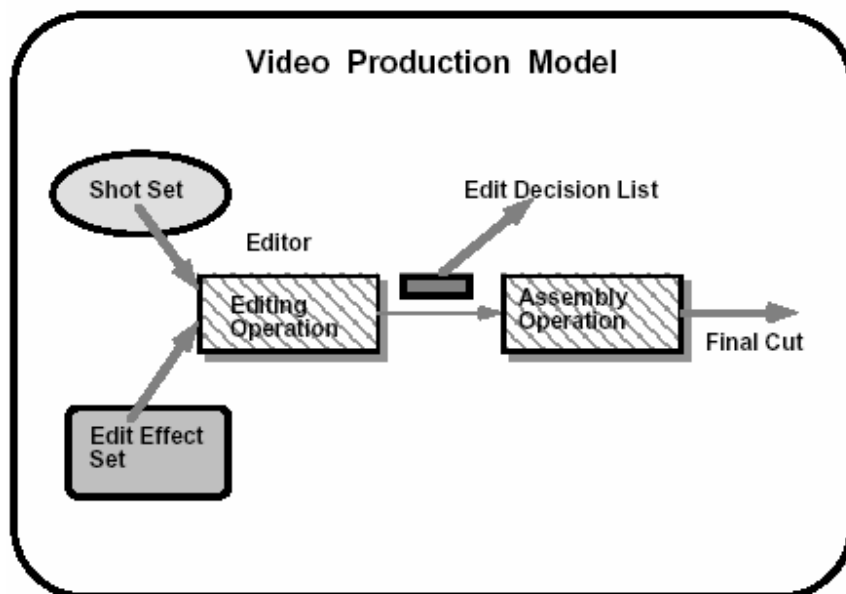 Video Production Model
Shot Set
Edit Decision List
Editor
Editing
Operation
Assembly
Operation
Final Cut
Edit Effect
Set